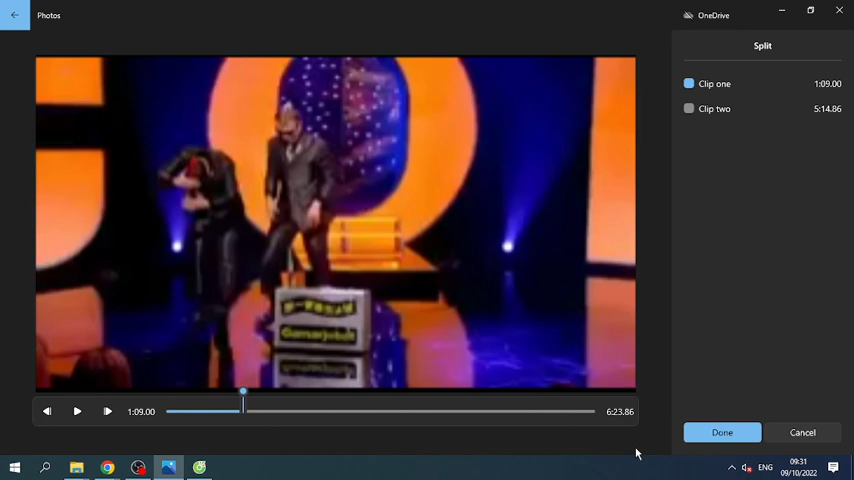 Photos
OneDrive
Split
Clip one
1:09.00
Clip two
5:14.86
Gamarjobat
1:09.00
6:23.86
Done
Cancel
ENG
09:31
09/10/2022